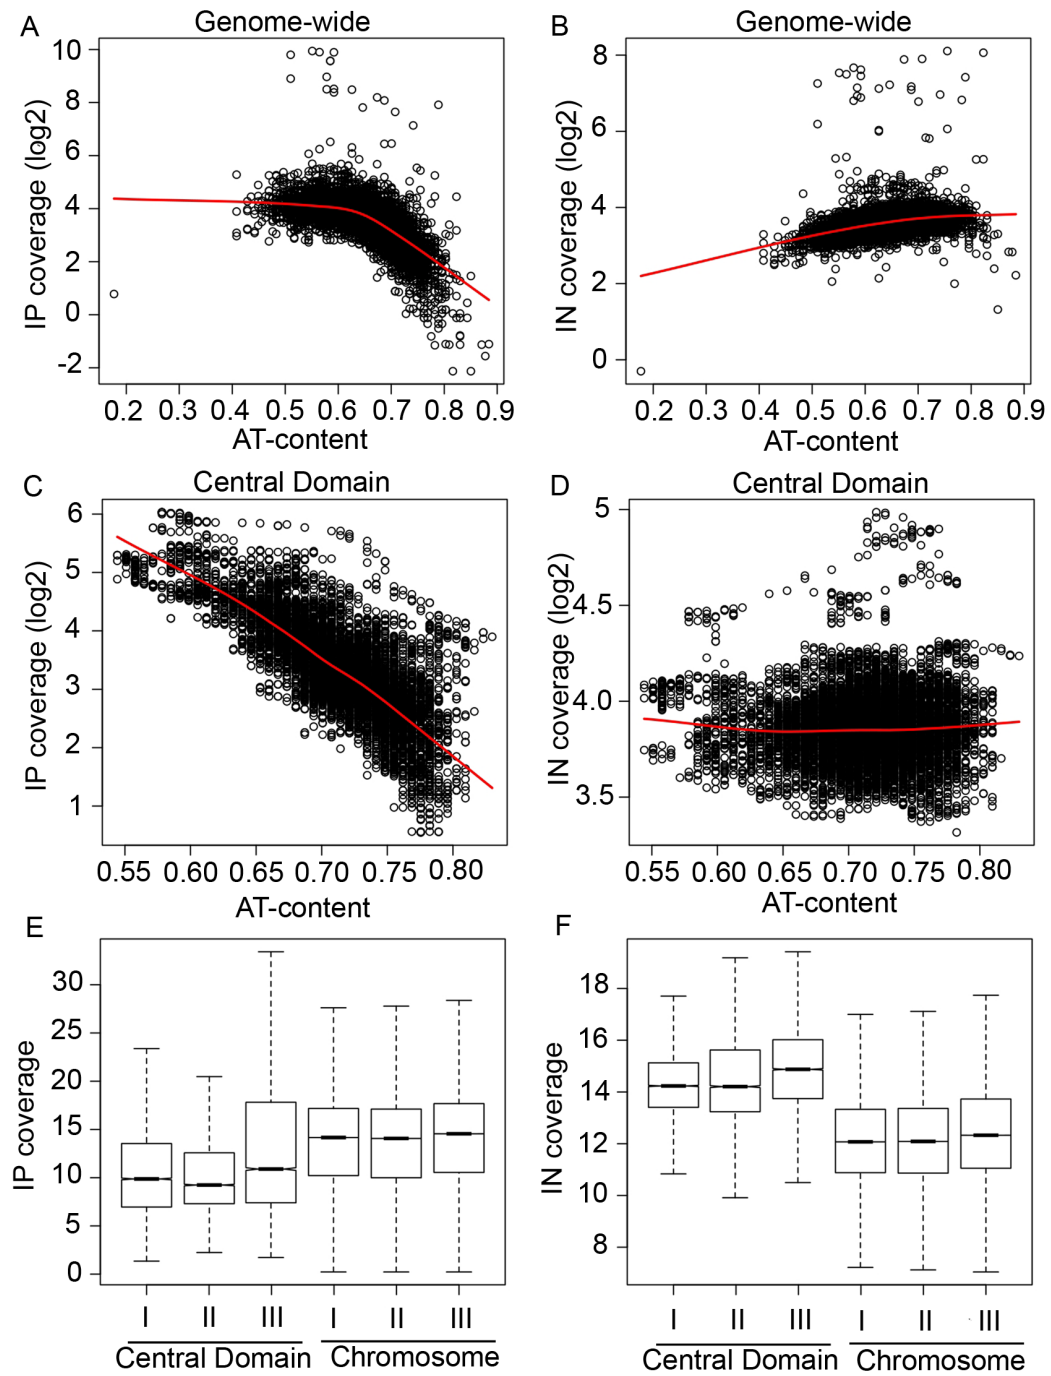 A
Genome-wide
B
Genome-wide
IP coverage (log2)
10
8
6
4
2
0
-2
0.2 0.3 0.4 0.5 0.6 0.7 0.8 0.9
AT-content
IN coverage (log2)
8
6
4
2
0
0.2 0.3 0.4 0.5 0.6 0.7 0.8 0.9
AT-content
C
Central Domain
D
Central Domain
IP coverage (log2)
6
5
4
3
2
1
0.55 0.60 0.65 0.70 0.75 0.80
AT-content
IN coverage (log2)
5
4.5
4.0
3.5
0.55 0.60 0.65 0.70 0.75 0.80
AT-content
E
F
IP coverage
30
25
20
15
10
5
0
I II III I II III
Central Domain Chromosome
IN coverage
18
16
14
12
10
8
I II III I II III
Central Domain Chromosome